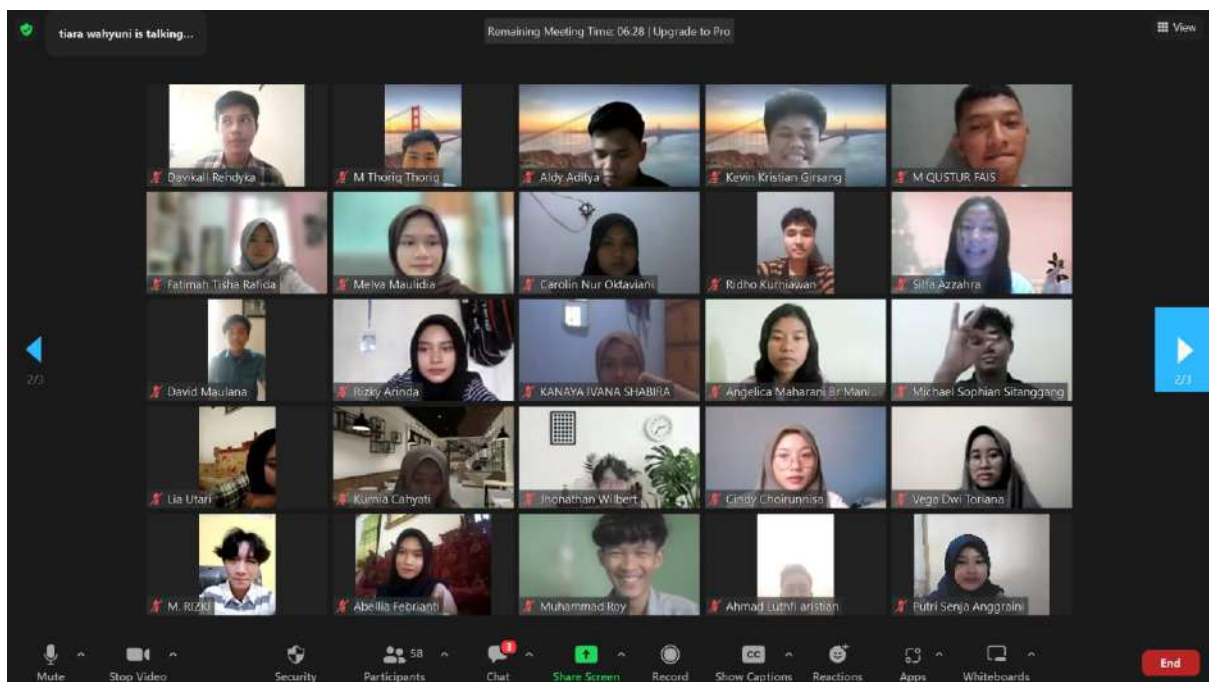 tiara wahyuni is talking...
Remaining Meeting Time: 06:28 | Upgrade to Pro
View
Davikall Rendyka
M Thoriq Thoriq
Aldy Aditya
Kevin Kristian Girsang
M QUSTUR FAIS
Fatimah Tisha Rafida
Melva Maulidia
Carolin Nur Oktaviani
Ridho Kurniawan
Silfa Azzahra
David Maulana
Rizky Arinda
KANAYA IVANA SHABIRA
Angelica Maharani Br Mani...
Michael Sophian Sitanggang
2/3
2/3
Lia Utari
Kurnia Cahyati
Jhonathan Wilbert
Cindy Choirunnisa
Vega Dwi Toriana
M. RIZKI
Abellia Febrianti
Muhammad Roy
Ahmad Luthfi aristian
Putri Senja Anggraini
58
3
CC
Mute
Stop Video
Security
Participants
Chat
Share Screen
Record
Show Captions
Reactions
Apps
Whiteboards
End